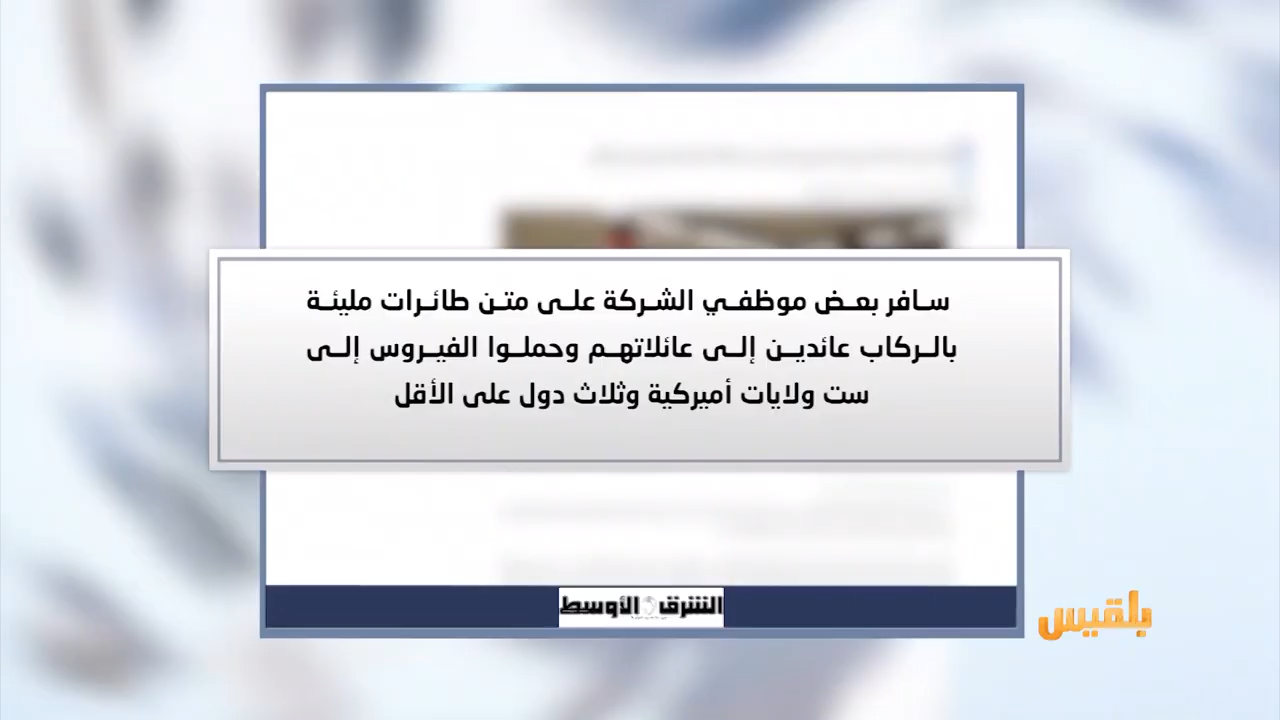 سافر بعض موظفي الشركة على متن طائرات مليئة
بالركاب عائدين إلى عائلاتهم وحملوا الفيروس إلى
ست ولايات أميركية وثلاث دول على الأقل
الشرق الأوسط
بلقيس